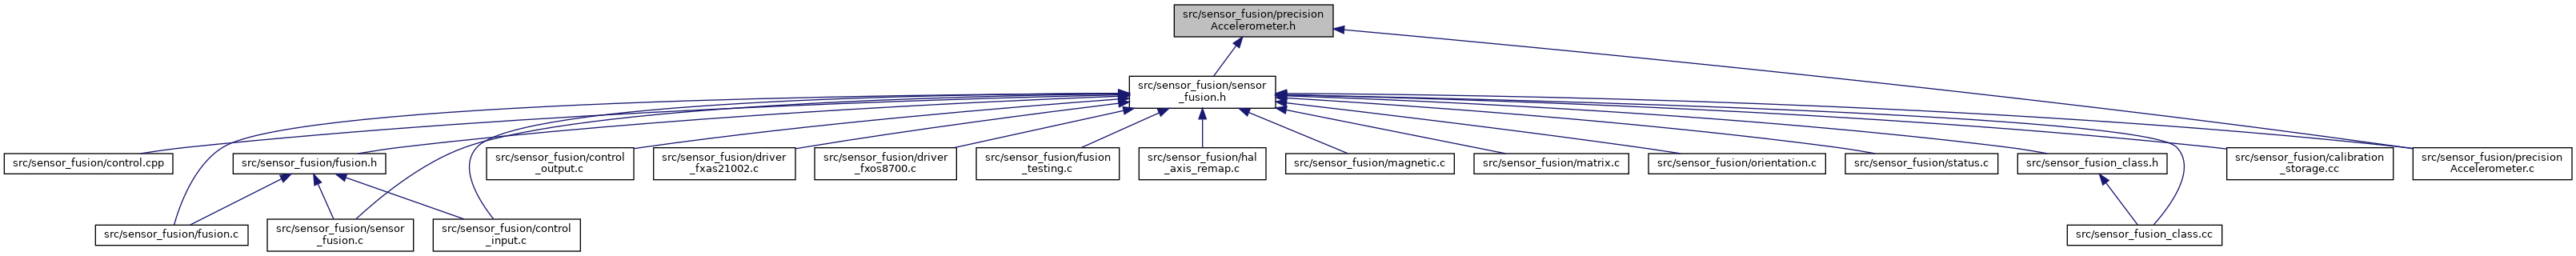 src/sensor_fusion/precision
Accelerometer.h
src/sensor_fusion/sensor
_fusion.h
src/sensor_fusion/control.cpp
src/sensor_fusion/fusion.h
src/sensor_fusion/control
_output.c
src/sensor_fusion/driver
_fxas21002.c
src/sensor_fusion/driver
_fxos8700.c
src/sensor_fusion/fusion
_testing.c
src/sensor_fusion/hal
_axis_remap.c
src/sensor_fusion/magnetic.c
src/sensor_fusion/matrix.c
src/sensor_fusion/orientation.c
src/sensor_fusion/status.c
src/sensor_fusion_class.h
src/sensor_fusion/calibration
_storage.cc
src/sensor_fusion/precision
Accelerometer.c
src/sensor_fusion/fusion.c
src/sensor_fusion/sensor
_fusion.c
src/sensor_fusion/control
_input.c
src/sensor_fusion_class.cc